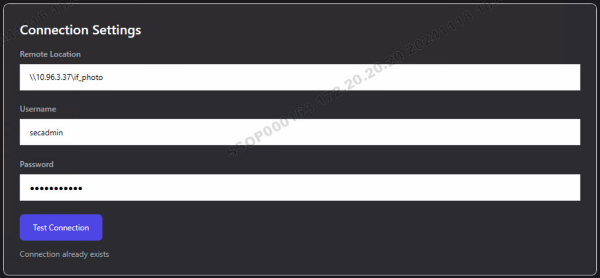 Connection Settings
Remote Location
\\10.96.3.37\if_photo
Username
secadmin
Password
•••••••••••
Test Connection
Connection already exists